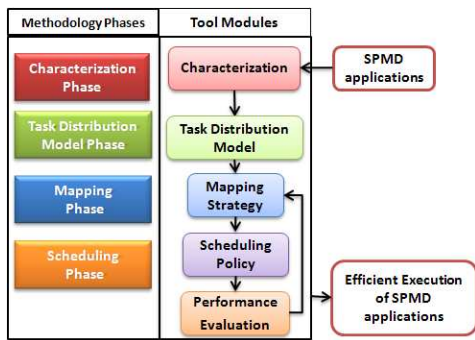 Methodology Phases
Tool Modules
Characterization
Phase
Task Distribution
Model Phase
Mapping
Phase
Scheduling
Phase
Characterization
Task Distribution
Model
Mapping
Strategy
Scheduling
Policy
Performance
Evaluation
SPMD
applications
Efficient Execution
of SPMD
applications